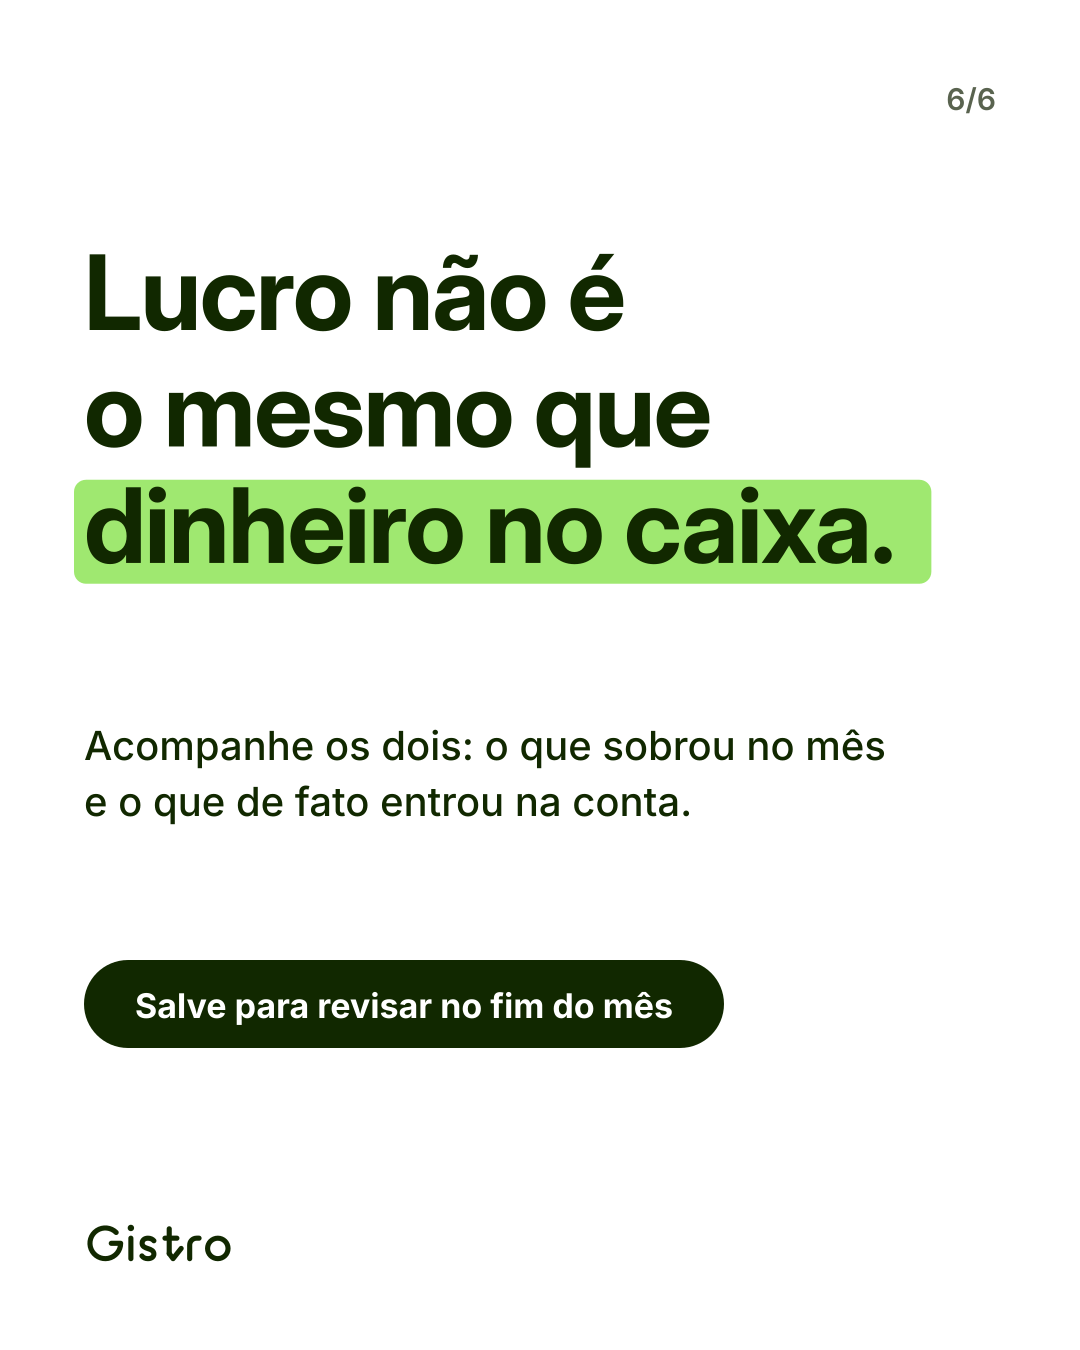 6/6
Lucro não é
o mesmo que
dinheiro no caixa.
Acompanhe os dois: o que sobrou no mês
e o que de fato entrou na conta.
Salve para revisar no fim do mês
Gistro